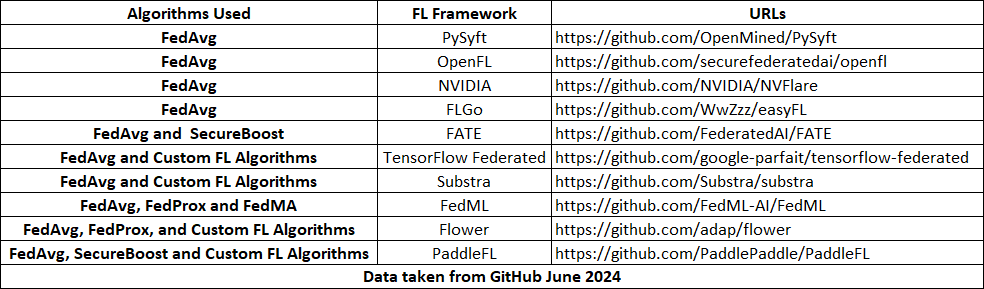 Algorithms Used FL Framework URLs
FedAvg PySyft https://github.com/OpenMined/PySyft
FedAvg OpenFL https://github.com/securefederatedai/openfl
FedAvg NVIDIA https://github.com/NVIDIA/NVFlare
FedAvg FLGo https://github.com/WwZzz/easyFL
FedAvg and SecureBoost FATE https://github.com/FederatedAI/FATE
FedAvg and Custom FL Algorithms TensorFlow Federated https://github.com/google-parfait/tensorflow-federated
FedAvg and Custom FL Algorithms Substra https://github.com/Substra/substra
FedAvg, FedProx and FedMA FedML https://github.com/FedML-AI/FedML
FedAvg, FedProx, and Custom FL Algorithms Flower https://github.com/adap/flower
FedAvg, SecureBoost and Custom FL Algorithms PaddleFL https://github.com/PaddlePaddle/PaddleFL
Data taken from GitHub June 2024